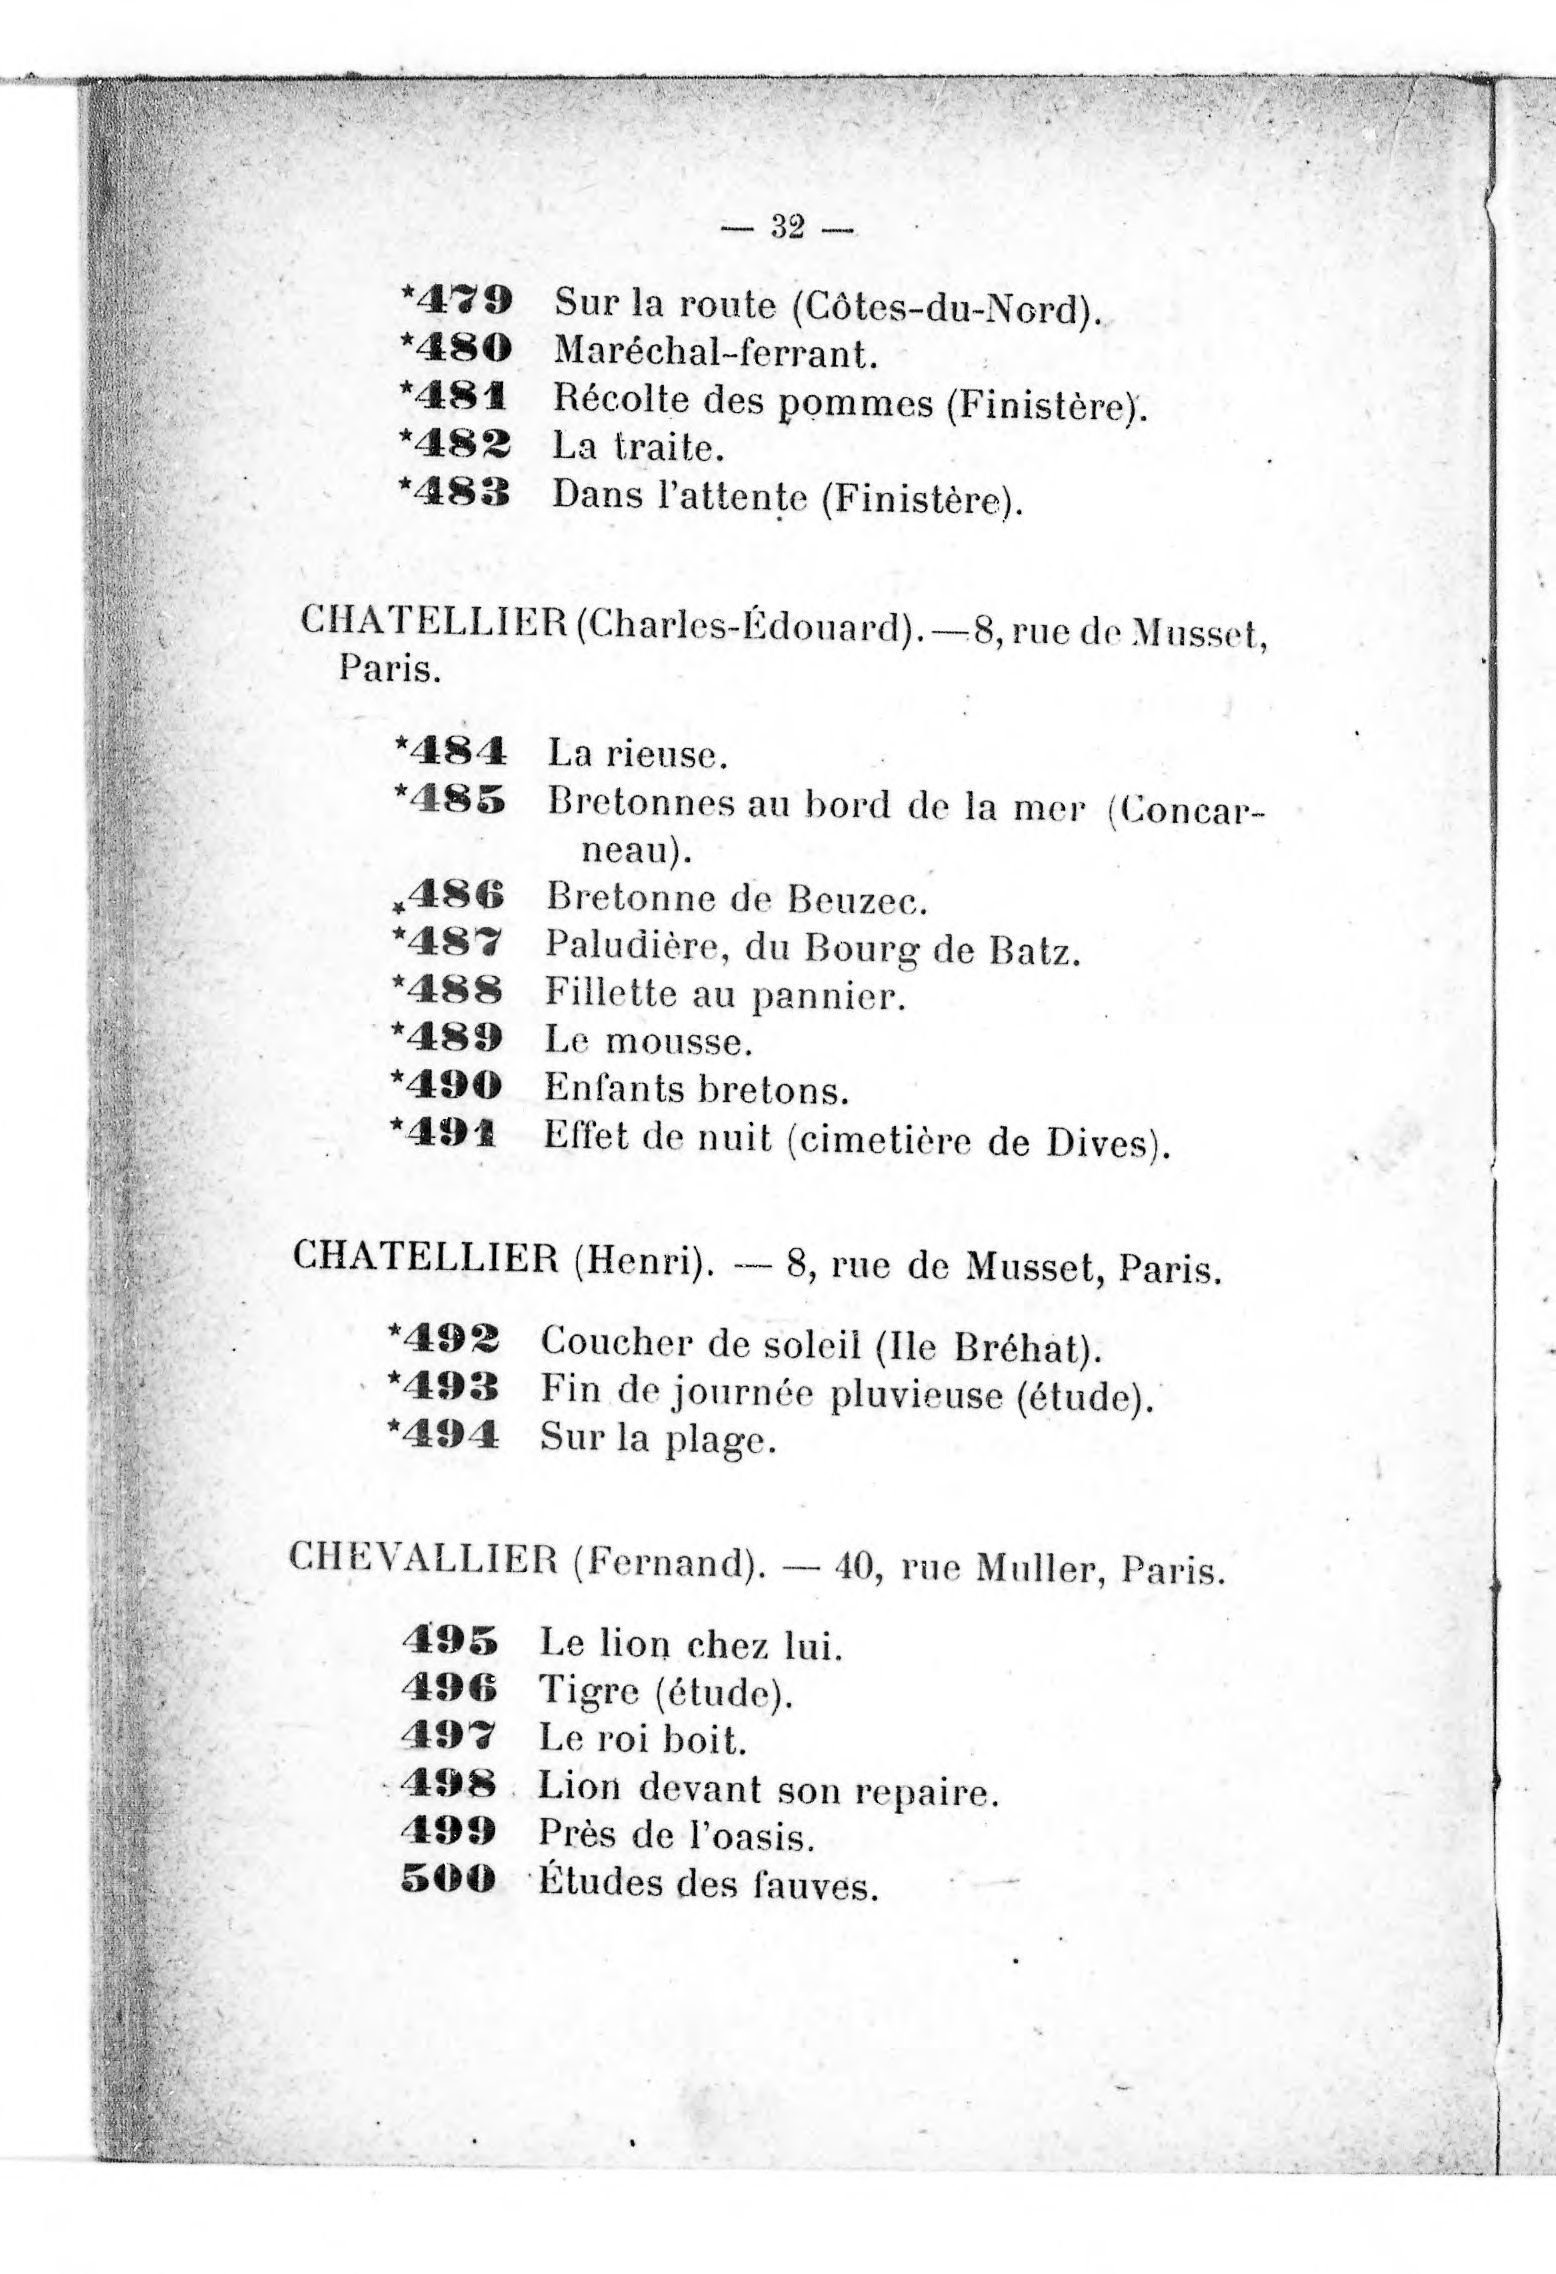 — 32 —
*479 Sur la route (Côtes-du-Nord).
*480 Maréchal-ferrant.
*481 Récolte des pommes (Finistère).
*482 La traite.
*483 Dans l'attente (Finistère).
CHATELLIER (Charles-Édouard). — 8, rue de Musset,
Paris.
*484 La rieuse.
*485 Bretonnes au bord de la mer (Concar-
neau).
*486 Bretonne de Beuzec.
*487 Paludière, du Bourg de Batz.
*488 Fillette au pannier.
*489 Le mousse.
*490 Enfants bretons.
*491 Effet de nuit (cimetière de Dives).
CHATELLIER (Henri). — 8, rue de Musset, Paris.
*492 Coucher de soleil (Ile Bréhat).
*493 Fin de journée pluvieuse (étude).
*494 Sur la plage.
CHEVALLIER (Fernand). — 40, rue Muller, Paris.
495 Le lion chez lui.
496 Tigre (étude).
497 Le roi boit.
498 Lion devant son repaire.
499 Près de l'oasis.
500 Études des fauves.